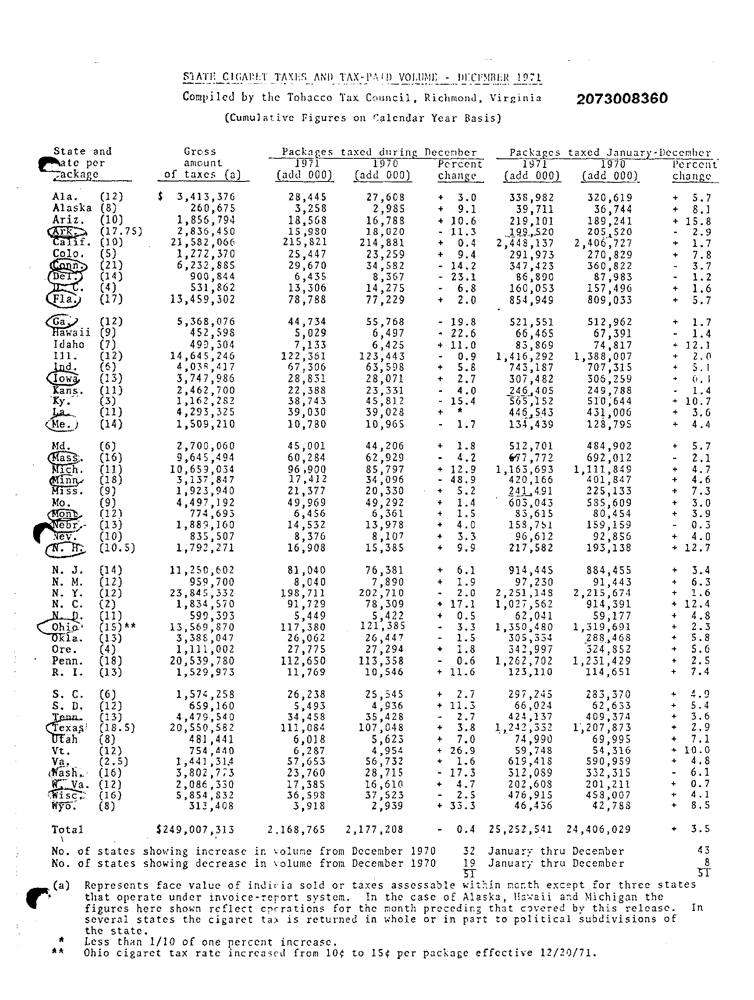 STATE CIGARET TAXES AND TAX-PAID VOLUME - DECEMBER 1971
Compiled by the Tobacco Tax Council, Richmond, Virginia 2073008360
(Cumulative Figures on Calendar Year Basis)
State and Gross Packages taxed during December Packages taxed January-December
ate per amount 1971 1970 Percent 1971 1970 Percent
ackage of taxes (a) (add 000) (add 000) change (add 000) (add 000) change
Ala. (12) $ 3,413,376 28,445 27,608 + 3.0 338,982 320,619 + 5.7
Alaska (8) 260,675 3,258 2,985 + 9.1 39,711 36,744 + 8.1
Ariz. (10) 1,856,794 18,568 16,788 + 10.6 219,101 189,241 + 15.8
Ark. (17.75) 2,836,450 15,980 18,020 - 11.3 199,520 205,520 - 2.9
Calif. (10) 21,582,066 215,821 214,881 + 0.4 2,448,137 2,406,727 + 1.7
Colo. (5) 1,272,370 25,447 23,259 + 9.4 291,973 270,829 + 7.8
Conn. (21) 6,232,885 29,670 34,582 - 14.2 347,423 360,822 - 3.7
Del. (14) 900,844 6,435 8,367 - 23.1 86,890 87,983 - 1.2
D. C. (4) 531,862 13,306 14,275 - 6.8 160,053 157,496 + 1.6
Fla. (17) 13,459,302 78,788 77,229 + 2.0 854,949 809,033 + 5.7
Ga. (12) 5,368,076 44,734 55,768 - 19.8 521,551 512,962 + 1.7
Hawaii (9) 452,598 5,029 6,497 - 22.6 66,465 67,391 - 1.4
Idaho (7) 499,304 7,133 6,425 + 11.0 83,869 74,817 + 12.1
Ill. (12) 14,645,246 122,361 123,443 - 0.9 1,416,292 1,388,007 + 2.0
Ind. (6) 4,038,417 67,306 63,598 + 5.8 743,187 707,315 + 5.1
Iowa (13) 3,747,986 28,831 28,071 + 2.7 307,482 306,259 +
Kans. (11) 2,462,700 22,388 23,331 - 4.0 246,405 249,788 - 1.4
Ky. (3) 1,162,282 38,743 45,812 - 15.4 565,152 510,644 + 10.7
La. (11) 4,293,325 39,030 39,028 + * 446,543 431,006 + 3.6
Me. (14) 1,509,210 10,780 10,965 - 1.7 134,439 128,795 + 4.4
Md. (6) 2,700,060 45,001 44,206 + 1.8 512,701 484,902 + 5.7
Mass. (16) 9,645,494 60,284 62,929 - 4.2 677,772 692,012 - 2.1
Mich. (11) 10,659,034 96,900 85,797 + 12.9 1,163,693 1,111,849 + 4.7
Minn. (18) 3,137,847 17,412 34,096 - 48.9 420,166 401,847 + 4.6
Miss. (9) 1,923,940 21,377 20,330 + 5.2 241,491 225,133 + 7.3
Mo. (9) 4,497,192 49,969 49,292 + 1.4 603,043 585,609 + 3.0
Mont. (12) 774,693 6,456 6,361 + 1.5 83,615 80,454 + 3.9
Nebr. (13) 1,889,160 14,532 13,978 + 4.0 158,751 159,159 - 0.3
Nev. (10) 835,507 8,376 8,107 + 3.3 96,612 92,856 + 4.0
N. H. (10.5) 1,792,271 16,908 15,385 + 9.9 217,582 193,138 + 12.7
N. J. (14) 11,250,602 81,040 76,381 + 6.1 914,445 884,455 + 3.4
N. M. (12) 959,700 8,040 7,890 + 1.9 97,230 91,443 + 6.3
N. Y. (12) 23,845,332 198,711 202,710 - 2.0 2,251,148 2,215,674 + 1.6
N. C. (2) 1,834,570 91,729 78,309 + 17.1 1,027,562 914,391 + 12.4
N. D. (11) 599,393 5,449 5,422 + 0.5 62,041 59,177 + 4.8
Ohio (15)** 13,569,870 117,380 121,385 - 3.3 1,350,480 1,319,691 + 2.3
Okla. (13) 3,388,047 26,062 26,447 - 1.5 305,334 288,468 + 5.8
Ore. (4) 1,111,002 27,775 27,294 + 1.8 342,997 324,852 + 5.6
Penn. (18) 20,539,780 112,650 113,358 - 0.6 1,262,702 1,231,429 + 2.5
R. I. (13) 1,529,973 11,769 10,546 + 11.6 123,110 114,651 + 7.4
S. C. (6) 1,574,258 26,238 25,545 + 2.7 297,245 283,370 + 4.9
S. D. (12) 659,160 5,493 4,936 + 11.3 66,024 62,633 + 5.4
Tenn. (13) 4,479,540 34,458 35,428 - 2.7 424,137 409,374 + 3.6
Texas (18.5) 20,550,582 111,084 107,048 + 3.8 1,242,332 1,207,873 + 2.9
Utah (8) 481,441 6,018 5,623 + 7.0 74,990 69,995 + 7.1
Vt. (12) 754,440 6,287 4,954 + 26.9 59,748 54,316 + 10.0
Va. (2.5) 1,441,314 57,653 56,732 + 1.6 619,418 590,959 + 4.8
Wash. (16) 3,802,773 23,760 28,715 - 17.3 312,089 332,315 - 6.1
W. Va. (12) 2,086,330 17,385 16,610 + 4.7 202,608 201,211 + 0.7
Wisc. (16) 5,854,832 36,598 37,523 - 2.5 476,915 458,007 + 4.1
Wyo. (8) 313,408 3,918 2,939 + 33.3 46,436 42,788 + 8.5
Total $249,007,313 2,168,765 2,177,208 - 0.4 25,252,541 24,406,029 + 3.5
No. of states showing increase in volume from December 1970 32 January thru December 43
No. of states showing decrease in volume from December 1970 19 January thru December 8
51 51
(a) Represents face value of indicia sold or taxes assessable within month except for three states
that operate under invoice-report system. In the case of Alaska, Hawaii and Michigan the
figures here shown reflect operations for the month preceding that covered by this release. In
several states the cigaret tax is returned in whole or in part to political subdivisions of
the state.
* Less than 1/10 of one percent increase.
** Ohio cigaret tax rate increased from 10¢ to 15¢ per package effective 12/20/71.